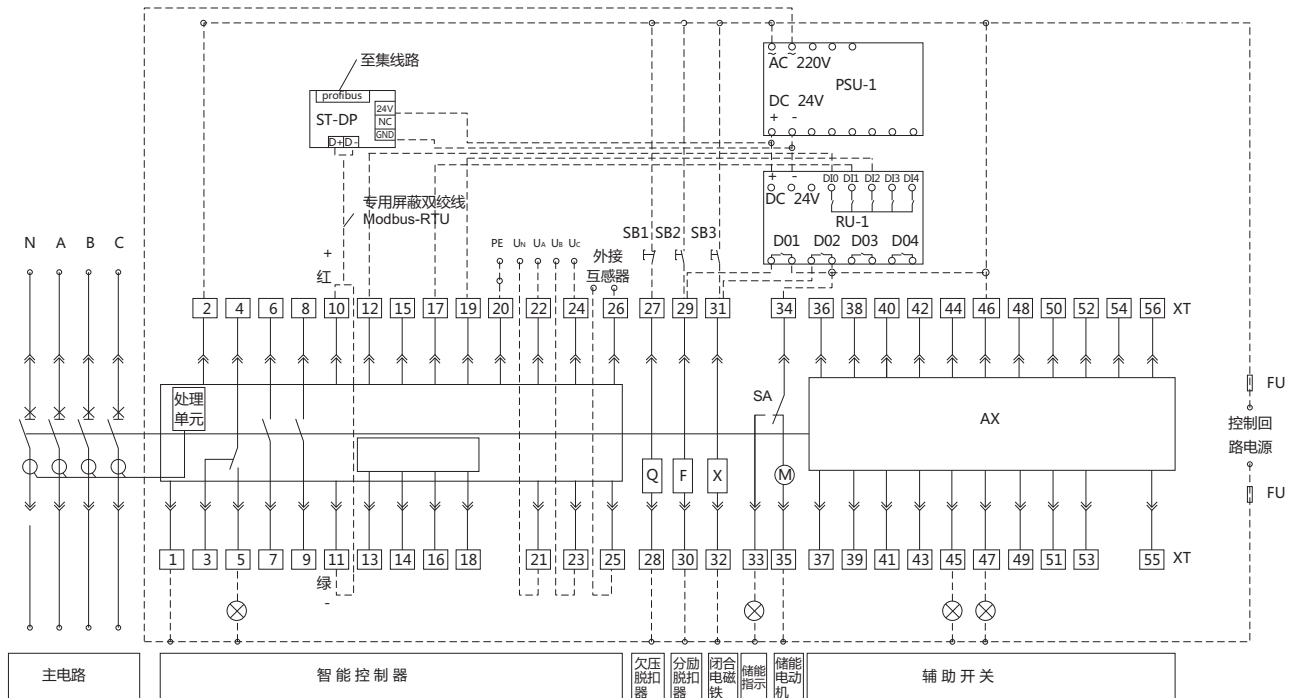 至集线路
profibus
ST-DP
24V
NC
GND
D+ D-
~ ~
AC 220V
PSU-1
DC 24V
+ -
+ -
DC 24V
DI0 DI1 DI2 DI3 DI4
RU-1
D01 D02 D03 D04
专用屏蔽双绞线
Modbus-RTU
N A B C
+
红
PE UN UA UB UC
外接
互感器
SB1 SB2 SB3
2 4 6 8 10 12 15 17 19 20 22 24 26 27 29 31 34 36 38 40 42 44 46 48 50 52 54 56 XT
处理
单元
SA
AX
FU
控制回
路电源
FU
Q F X M
1 3 5 7 9 11 13 14 16 18 21 23 25 28 30 32 33 35 37 39 41 43 45 47 49 51 53 55 XT
绿
-
主电路
智能控制器
欠压
脱扣
器
分励
脱扣
器
闭合
电磁
铁
储能
指示
储能
电动
机
辅助开关